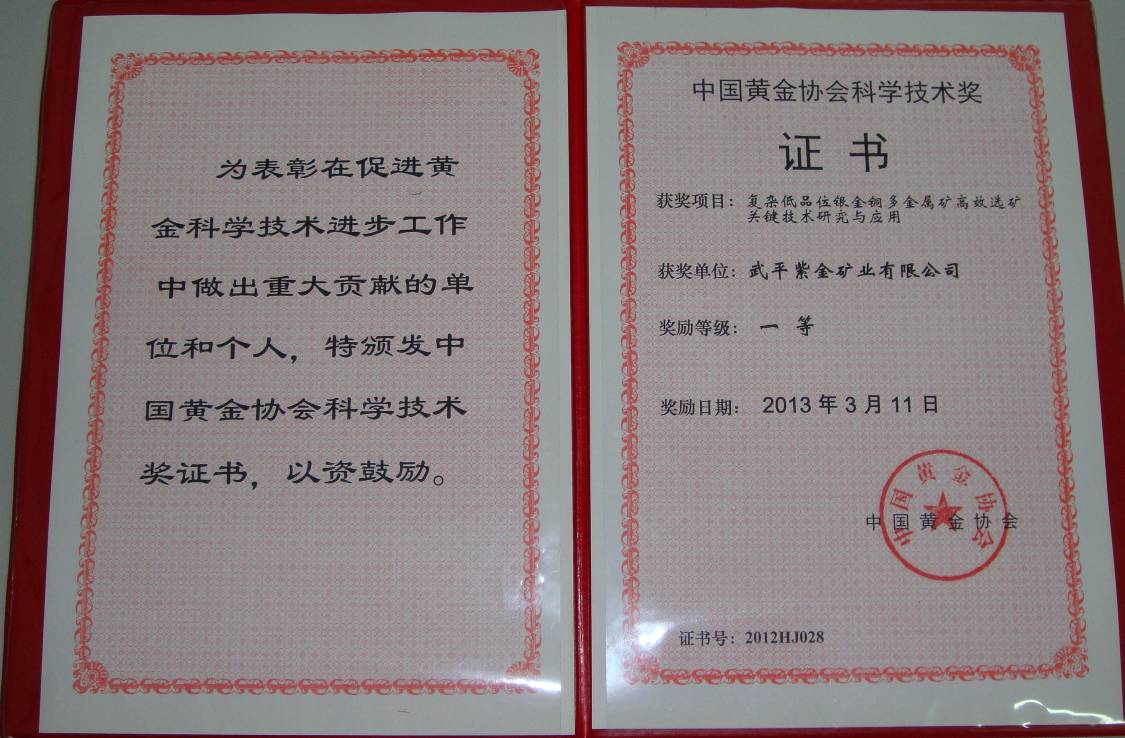 为表彰在促进黄
金科学技术进步工作
中做出重大贡献的单
位和个人，特颁发中
国黄金协会科学技术
奖证书，以资鼓励。
中国黄金协会科学技术奖
证书
获奖项目：复杂低品位银金铜多金属矿高效选矿
关键技术研究与应用
获奖单位：武平紫金矿业有限公司
奖励等级：一等
奖励日期：2013年3月11日
中国黄金协会
中国黄金协会
证书号：2012HJ028